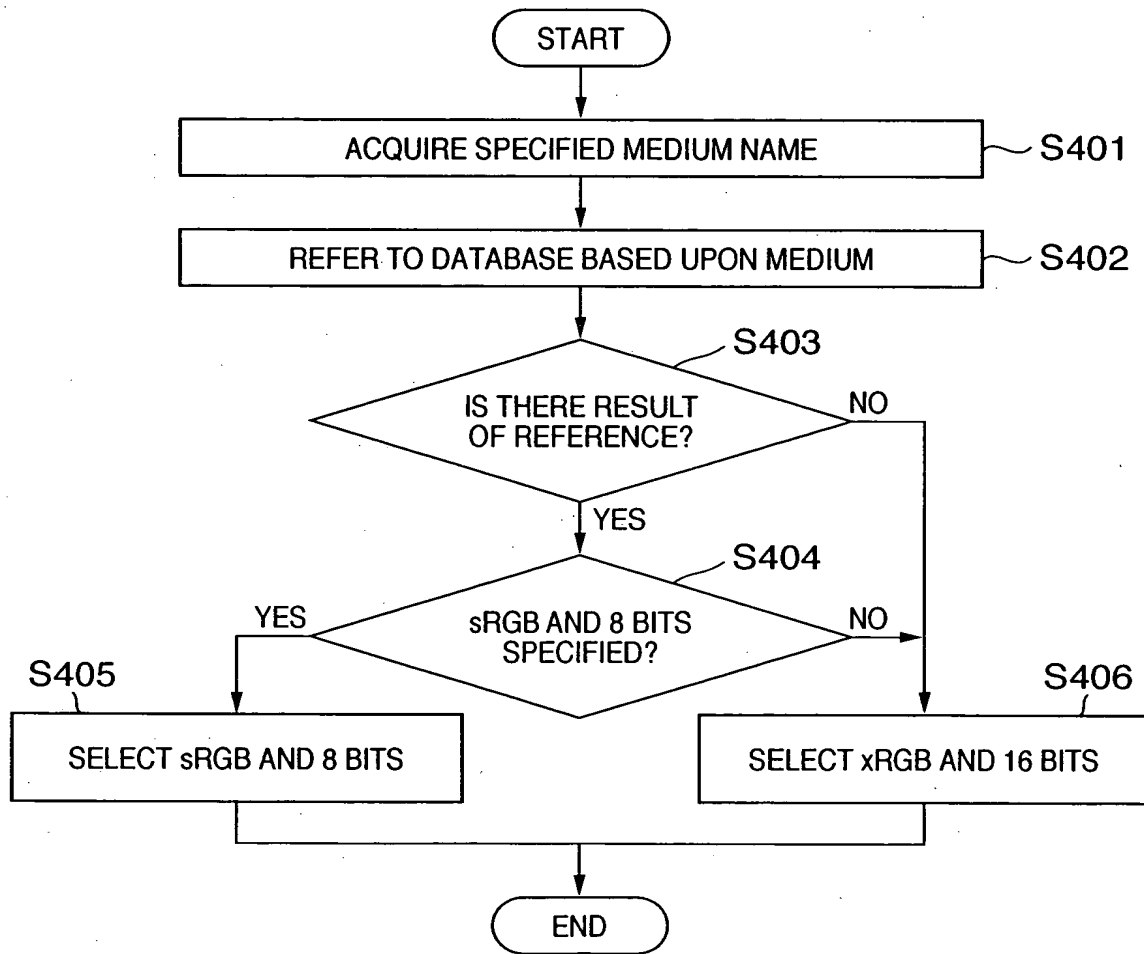 START
ACQUIRE SPECIFIED MEDIUM NAME
S401
REFER TO DATABASE BASED UPON MEDIUM
S402
S403
IS THERE RESULT
OF REFERENCE?
NO
YES
S404
YES
sRGB AND 8 BITS
SPECIFIED?
NO
S405
S406
SELECT sRGB AND 8 BITS
SELECT xRGB AND 16 BITS
END